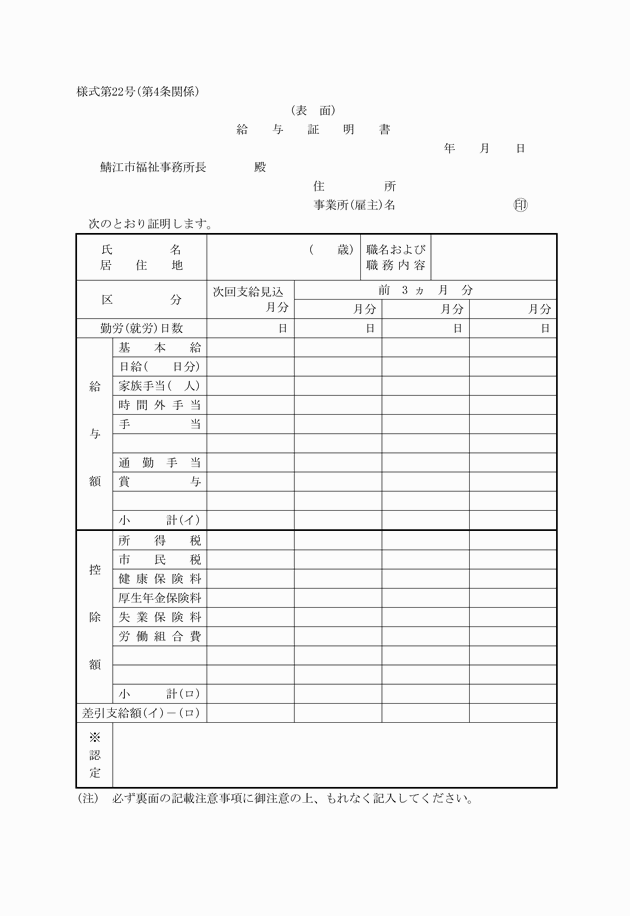 様式第22号(第4条関係)
(表　面)
給　与　証　明　書
年　月　日
鯖江市福祉事務所長　殿
住　所
事業所(雇主)名　㊞
次のとおり証明します。
氏　名　(　歳)　職名および
居　住　地　職務内容
区　分　次回支給見込　前　3　ヵ　月　分
月分　月分　月分　月分
勤労(就労)日数　日　日　日　日
給与額
基　本　給
日給(　日分)
家族手当(　人)
時間外手当
手　当
通勤手当
賞　与
小　計(イ)
控除額
所　得　税
市　民　税
健康保険料
厚生年金保険料
失業保険料
労働組合費
小　計(ロ)
差引支給額(イ)－(ロ)
※認定
(注)　必ず裏面の記載注意事項に御注意の上、もれなく記入してください。